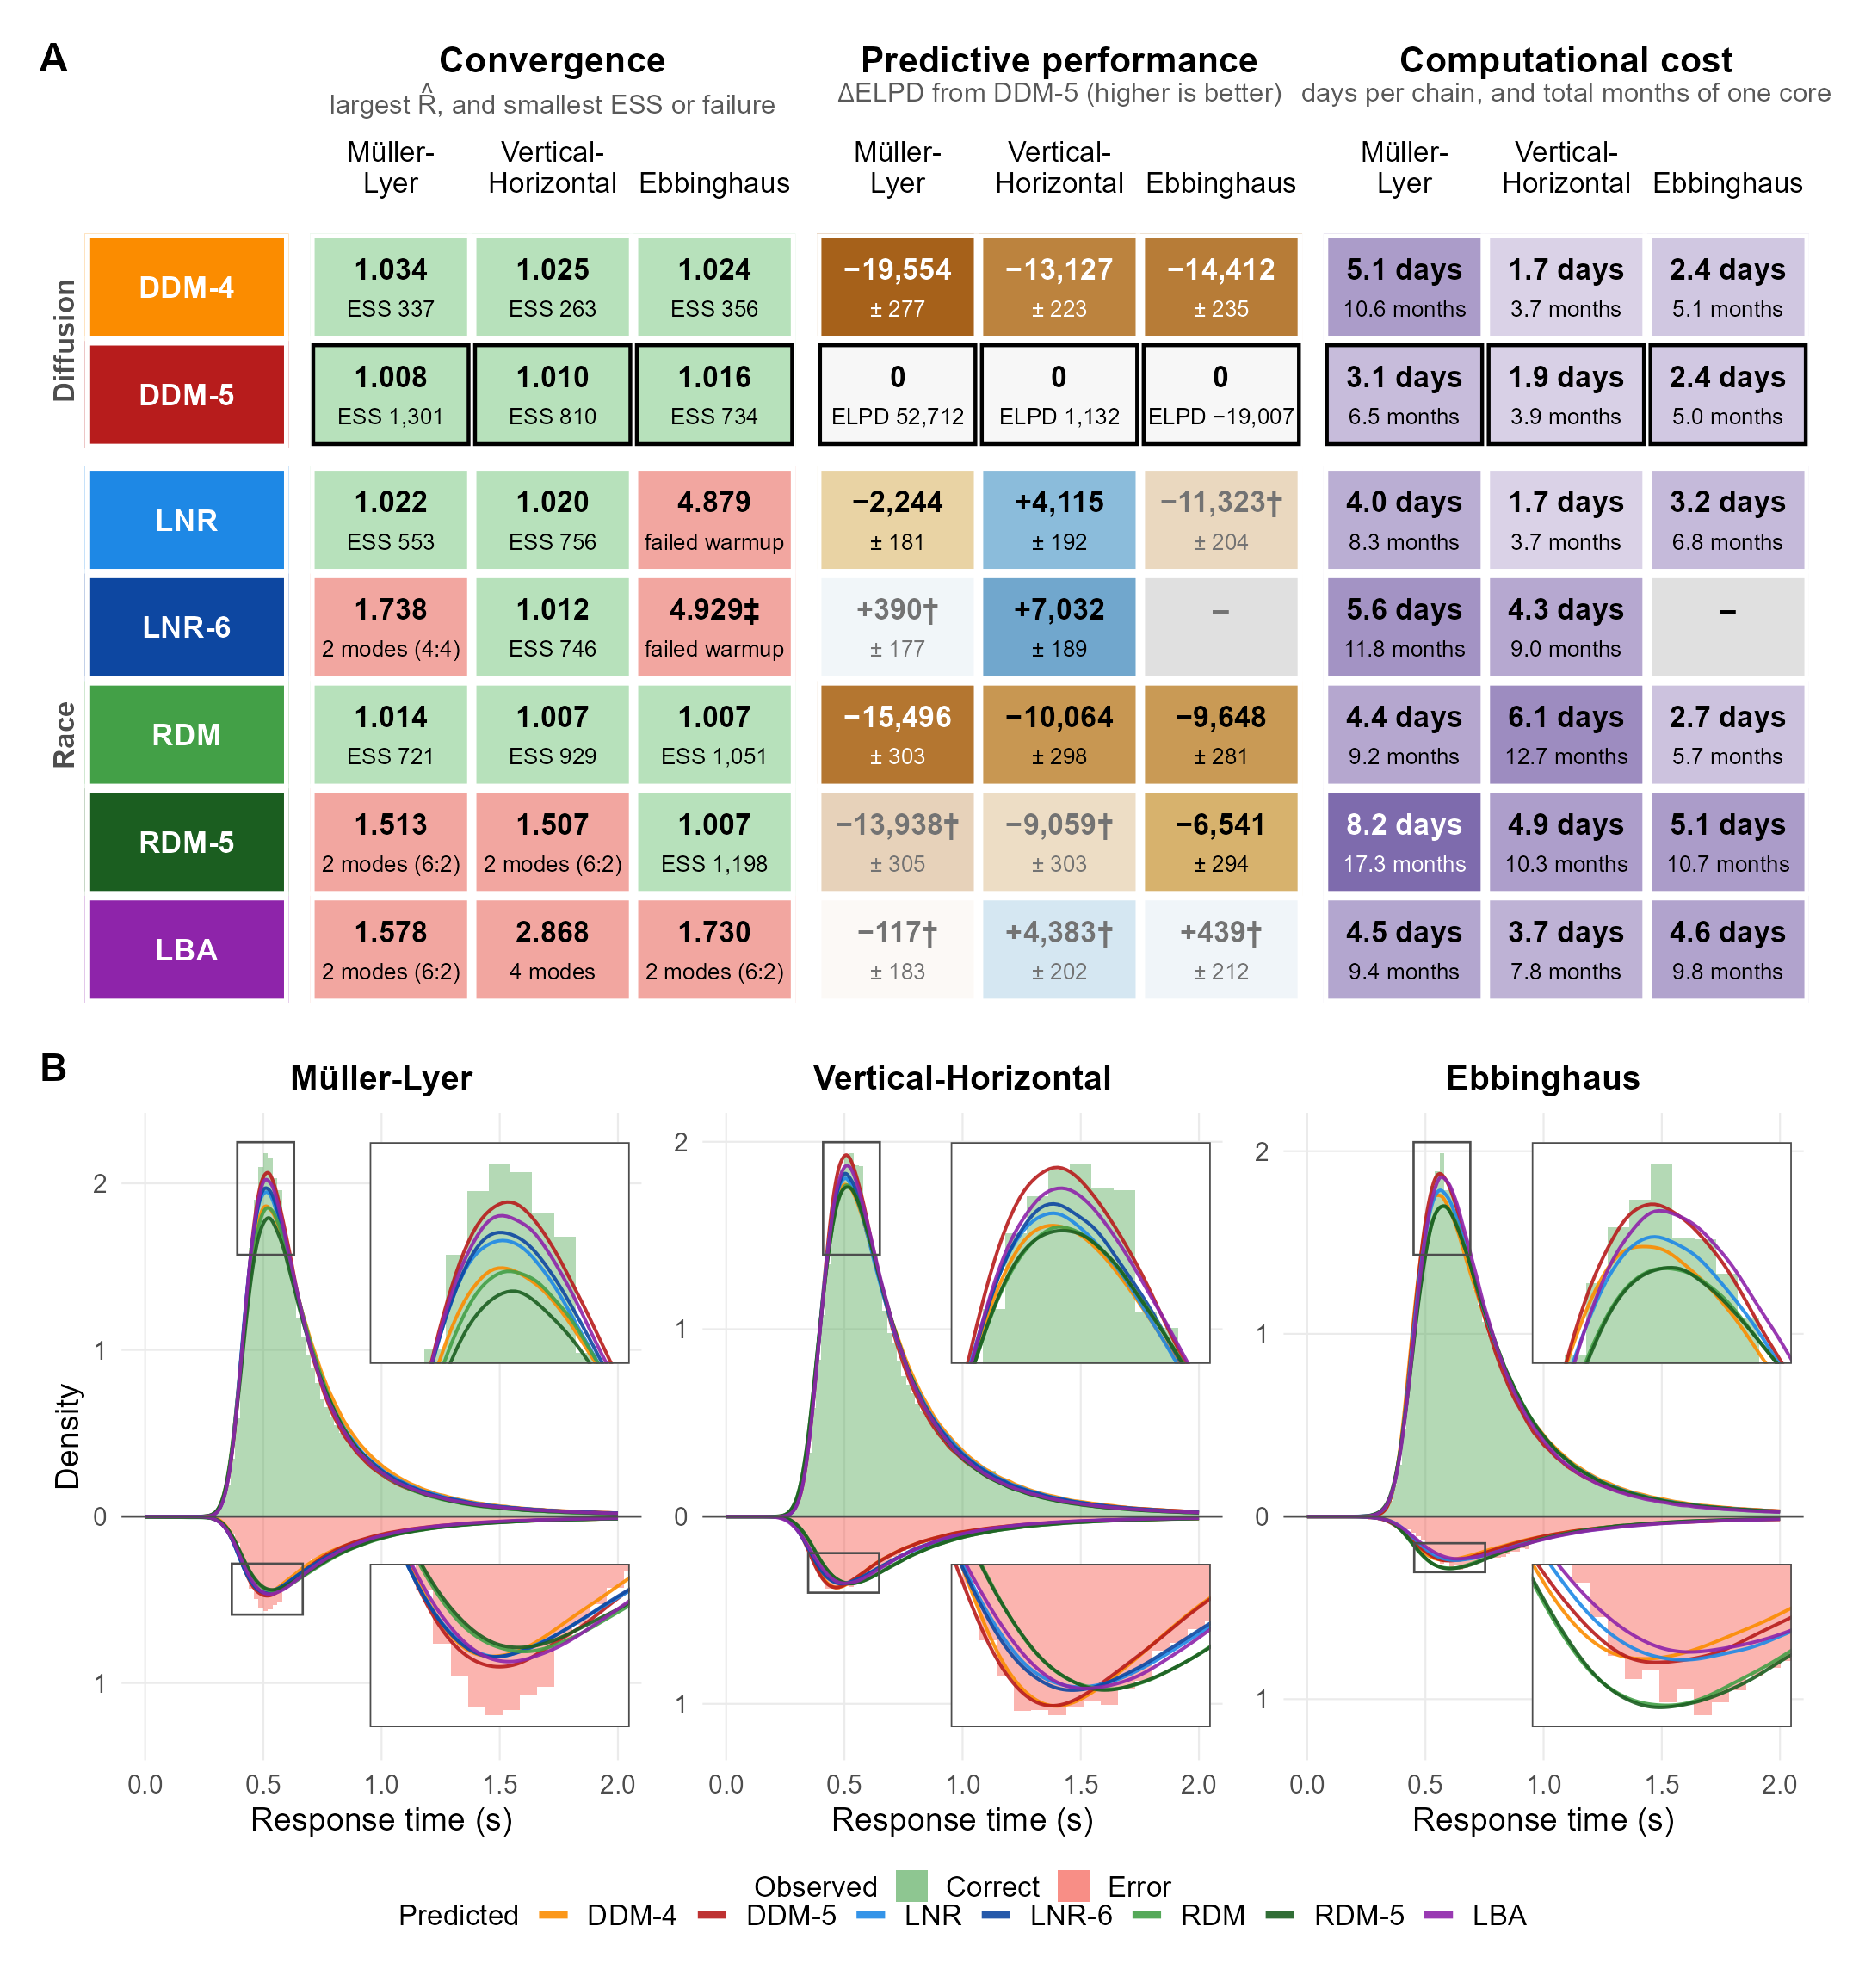 A
Convergence
largest R̂, and smallest ESS or failure
Predictive performance
ΔELPD from DDM-5 (higher is better)
Computational cost
days per chain, and total months of one core
Müller-
Lyer
Vertical-
Horizontal
Ebbinghaus
Müller-
Lyer
Vertical-
Horizontal
Ebbinghaus
Müller-
Lyer
Vertical-
Horizontal
Ebbinghaus
Diffusion
DDM-4
1.034 1.025 1.024 −19,554 −13,127 −14,412 5.1 days 1.7 days 2.4 days
ESS 337 ESS 263 ESS 356 ± 277 ± 223 ± 235 10.6 months 3.7 months 5.1 months
DDM-5
1.008 1.010 1.016 0 0 0 3.1 days 1.9 days 2.4 days
ESS 1,301 ESS 810 ESS 734 ELPD 52,712 ELPD 1,132 ELPD −19,007 6.5 months 3.9 months 5.0 months
Race
LNR
1.022 1.020 4.879 −2,244 +4,115 −11,323† 4.0 days 1.7 days 3.2 days
ESS 553 ESS 756 failed warmup ± 181 ± 192 ± 204 8.3 months 3.7 months 6.8 months
LNR-6
1.738 1.012 4.929‡ +390† +7,032 – 5.6 days 4.3 days –
2 modes (4:4) ESS 746 failed warmup ± 177 ± 189 11.8 months 9.0 months
RDM
1.014 1.007 1.007 −15,496 −10,064 −9,648 4.4 days 6.1 days 2.7 days
ESS 721 ESS 929 ESS 1,051 ± 303 ± 298 ± 281 9.2 months 12.7 months 5.7 months
RDM-5
1.513 1.507 1.007 −13,938† −9,059† −6,541 8.2 days 4.9 days 5.1 days
2 modes (6:2) 2 modes (6:2) ESS 1,198 ± 305 ± 303 ± 294 17.3 months 10.3 months 10.7 months
LBA
1.578 2.868 1.730 −117† +4,383† +439† 4.5 days 3.7 days 4.6 days
2 modes (6:2) 4 modes 2 modes (6:2) ± 183 ± 202 ± 212 9.4 months 7.8 months 9.8 months
B
Müller-Lyer
Vertical-Horizontal
Ebbinghaus
Density
2
1
0
1
2
1
0
1
2
1
0
1
0.0 0.5 1.0 1.5 2.0
0.0 0.5 1.0 1.5 2.0
0.0 0.5 1.0 1.5 2.0
Response time (s)
Response time (s)
Response time (s)
Observed Correct Error
Predicted DDM-4 DDM-5 LNR LNR-6 RDM RDM-5 LBA